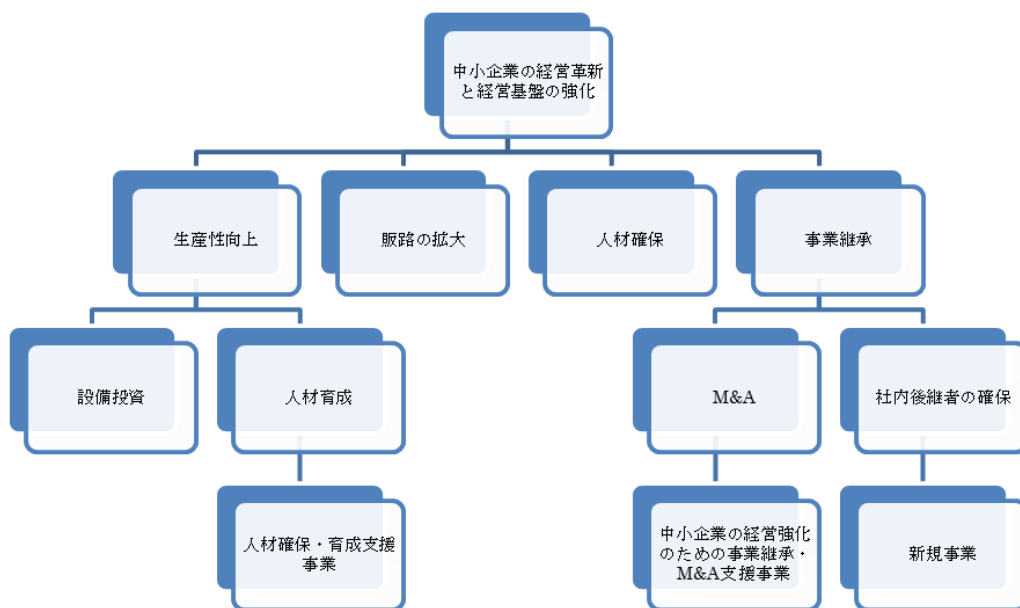 中小企業の経営革新
と経営基盤の強化
生産性向上
販路の拡大
人材確保
事業継承
設備投資
人材育成
M&A
社内後継者の確保
人材確保・育成支援
事業
中小企業の経営強化
のための事業継承・
M&A支援事業
新規事業